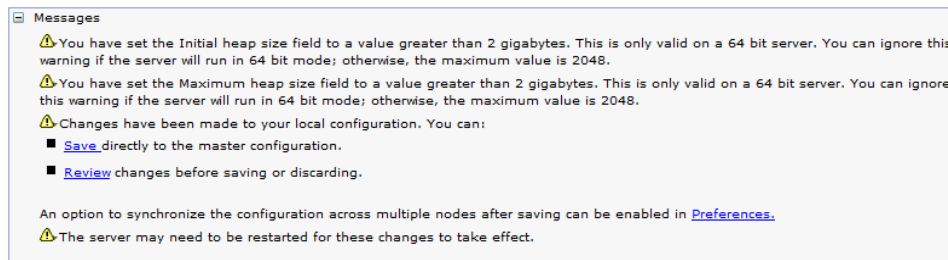 Messages
You have set the Initial heap size field to a value greater than 2 gigabytes. This is only valid on a 64 bit server. You can ignore this
warning if the server will run in 64 bit mode; otherwise, the maximum value is 2048.
You have set the Maximum heap size field to a value greater than 2 gigabytes. This is only valid on a 64 bit server. You can ignore
this warning if the server will run in 64 bit mode; otherwise, the maximum value is 2048.
Changes have been made to your local configuration. You can:
Save directly to the master configuration.
Review changes before saving or discarding.
An option to synchronize the configuration across multiple nodes after saving can be enabled in Preferences.
The server may need to be restarted for these changes to take effect.